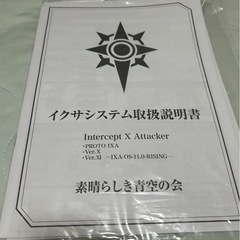 イクサシステム取扱説明書
Intercept X Attacker
・PROTO IXA
・Ver.X
・Ver.XI ―IXA-OS-11.0-RISING―
素晴らしき青空の会